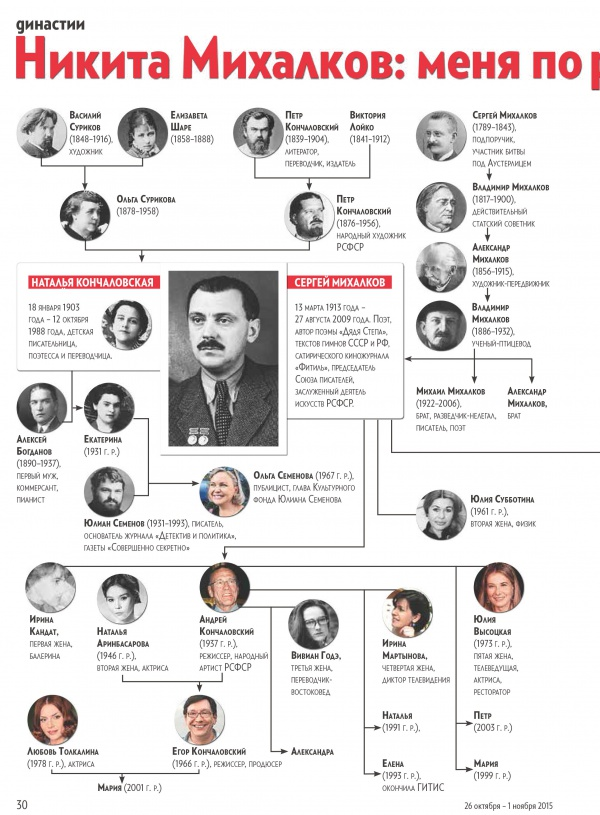 династии
Никита Михалков: меня по р
Василий
Суриков
(1848–1916),
художник
Елизавета
Шаре
(1858–1888)
Петр
Кончаловский
(1839–1904),
литератор,
переводчик, издатель
Виктория
Лойко
(1841–1912)
Сергей Михалков
(1789–1843),
подпоручик,
участник битвы
под Аустерлицем
Ольга Сурикова
(1878–1958)
Петр
Кончаловский
(1876–1956),
народный художник
РСФСР
Владимир Михалков
(1817–1900),
действительный
статский советник
Александр
Михалков
(1856–1915),
художник-передвижник
Владимир
Михалков
(1886–1932),
ученый-птицевод
Михаил Михалков
(1922–2006),
брат, разведчик-нелегал,
писатель, поэт
Александр
Михалков,
брат
Наталья Кончаловская
18 января 1903
года – 12 октября
1988 года, детская
писательница,
поэтесса и переводчица.
Сергей Михалков
13 марта 1913 года –
27 августа 2009 года. Поэт,
автор поэмы «Дядя Степа»,
текстов гимнов СССР и РФ,
сатирического киножурнала
«Фитиль», председатель
Союза писателей,
заслуженный деятель
искусств РСФСР.
Алексей
Богданов
(1890–1937),
первый муж,
коммерсант,
пианист
Екатерина
(1931 г. р.)
Юлиан Семенов (1931–1993), писатель,
основатель журнала «Детектив и политика»,
газеты «Совершенно секретно»
Ольга Семенова (1967 г. р.),
публицист, глава Культурного
фонда Юлиана Семенова
Юлия Субботина
(1961 г. р.),
вторая жена, физик
Ирина
Кандат,
первая жена,
балерина
Наталья
Аринбасарова
(1946 г. р.),
вторая жена, актриса
Андрей
Кончаловский
(1937 г. р.),
режиссер, народный
артист РСФСР
Вивиан Годэ,
третья жена,
переводчик-
востоковед
Ирина
Мартынова,
четвертая жена,
диктор телевидения
Юлия
Высоцкая
(1973 г. р.),
пятая жена,
телеведущая,
актриса,
ресторатор
Любовь Толкалина
(1978 г. р.), актриса
Егор Кончаловский
(1966 г. р.), режиссер, продюсер
Александра
Наталья
(1991 г. р.),
Петр
(2003 г. р.)
Елена
(1993 г. р.),
окончила ГИТИС
Мария
(1999 г. р.)
Мария (2001 г. р.)
30
26 октября – 1 ноября 2015